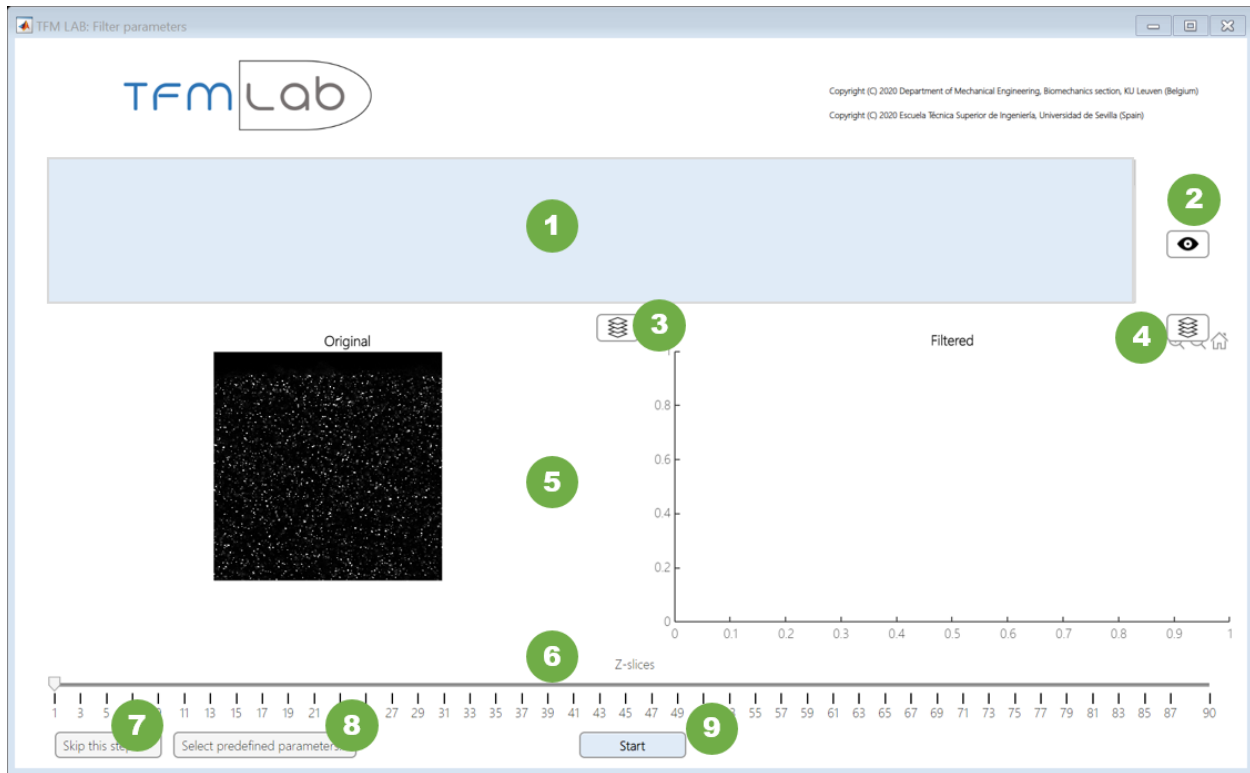 TFM LAB: Filter parameters
TFMLab
Copyright (C) 2020 Department of Mechanical Engineering, Biomechanics section, KU Leuven (Belgium)
Copyright (C) 2020 Escuela Técnica Superior de Ingeniería, Universidad de Sevilla (Spain)
1
2
3
4
Original
Filtered
1
0.8
0.6
5
0.4
0.2
0
0 0.1 0.2 0.3 0.4 0.5 0.6 0.7 0.8 0.9 1
6
Z-slices
1 3 5 11 13 15 17 19 21 27 29 31 33 35 37 39 41 43 45 47 49 55 57 59 61 63 65 67 69 71 73 75 77 79 81 83 85 87 90
7
8
9
Skip this step
Select predefined parameters
Start